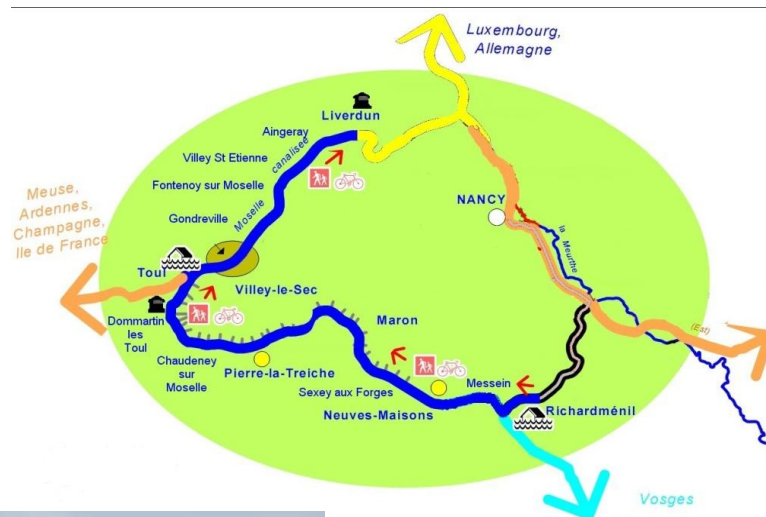 Luxembourg,
Allemagne
Liverdun
Aingeray
canalisée
Villey St Etienne
Fontenoy sur Moselle
Meuse,
Ardennes,
Champagne,
Ile de France
NANCY
Gondreville
Moselle
la Meurthe
Toul
Villey-le-Sec
Dommartin
les
Toul
Maron
(Est)
Chaudeney
sur
Moselle
Pierre-la-Treiche
Sexey aux Forges
Messein
Neuves-Maisons
Richardménil
Vosges